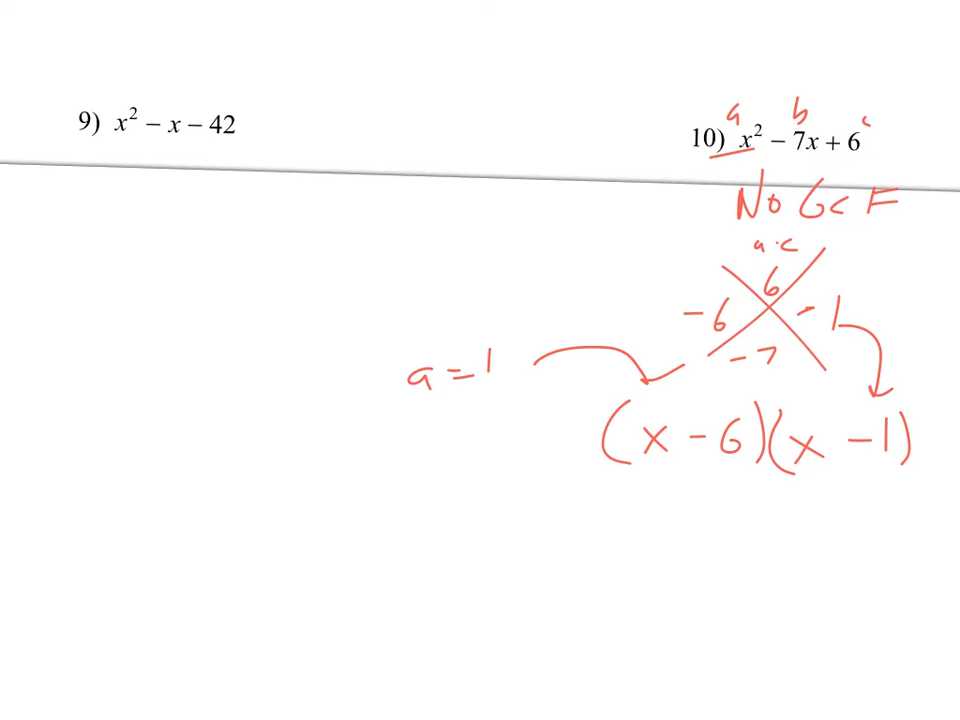 9) x² − x − 42
a b c
10) x² − 7x + 6
No GCF
a · c
6
−6 −1
−7
a = 1
(x − 6)(x − 1)